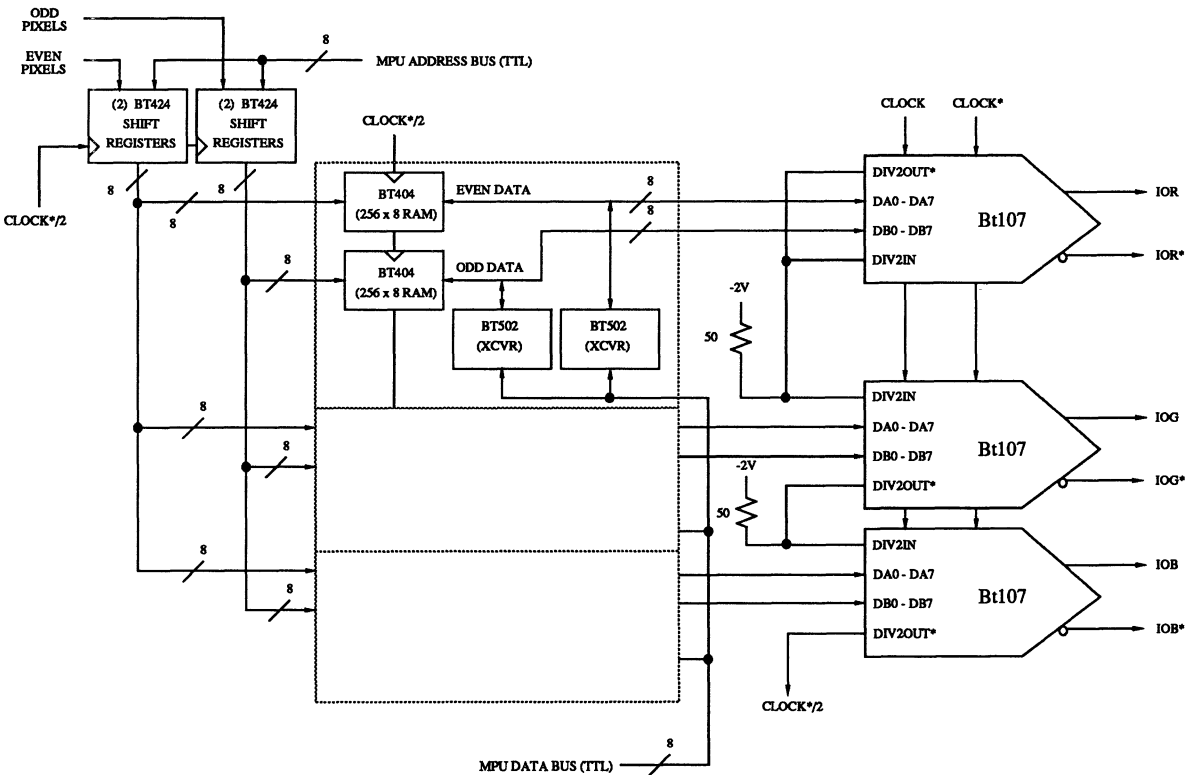 ODD
PIXELS
EVEN
PIXELS
8
MPU ADDRESS BUS (TTL)
(2) BT424
SHIFT
REGISTERS
(2) BT424
SHIFT
REGISTERS
CLOCK*/2
8
8
8
8
CLOCK*/2
BT404
(256 x 8 RAM)
EVEN DATA
8
8
BT404
(256 x 8 RAM)
ODD DATA
BT502
(XCVR)
BT502
(XCVR)
CLOCK
CLOCK*
DIV2OUT*
DA0 - DA7
DB0 - DB7
DIV2IN
Bt107
IOR
IOR*
-2V
50
8
8
DIV2IN
DA0 - DA7
DB0 - DB7
DIV2OUT*
Bt107
IOG
IOG*
-2V
50
8
8
DIV2IN
DA0 - DA7
DB0 - DB7
DIV2OUT*
Bt107
IOB
IOB*
CLOCK*/2
MPU DATA BUS (TTL)
8